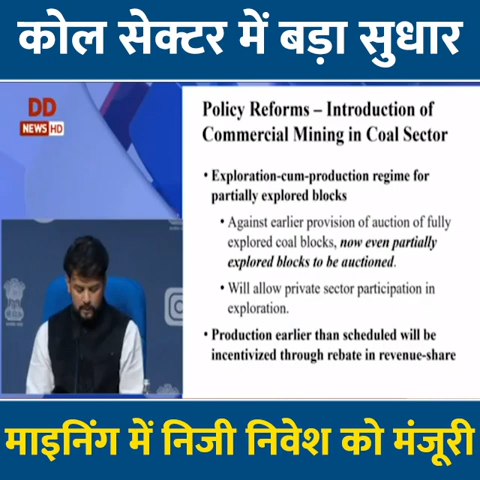 कोल सेक्टर में बड़ा सुधार
DD
NEWS HD
Policy Reforms – Introduction of
Commercial Mining in Coal Sector
• Exploration-cum-production regime for
partially explored blocks
• Against earlier provision of auction of fully
explored coal blocks, now even partially
explored blocks to be auctioned.
• Will allow private sector participation in
exploration.
• Production earlier than scheduled will be
incentivized through rebate in revenue-share
माइनिंग में निजी निवेश को मंजूरी